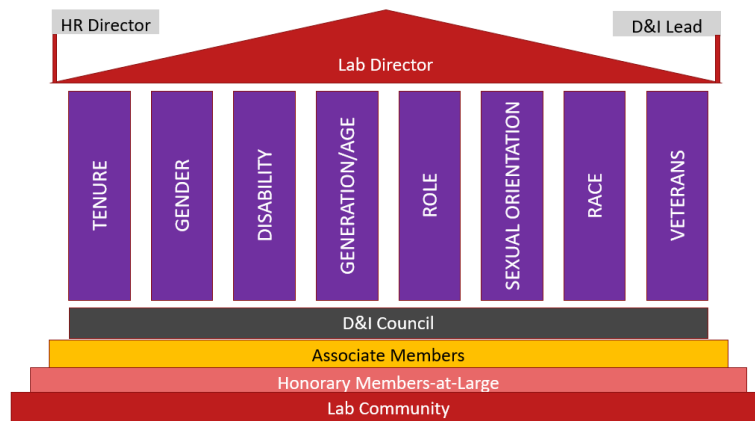 HR Director
D&I Lead
Lab Director
TENURE
GENDER
DISABILITY
GENERATION/AGE
ROLE
SEXUAL ORIENTATION
RACE
VETERANS
D&I Council
Associate Members
Honorary Members-at-Large
Lab Community